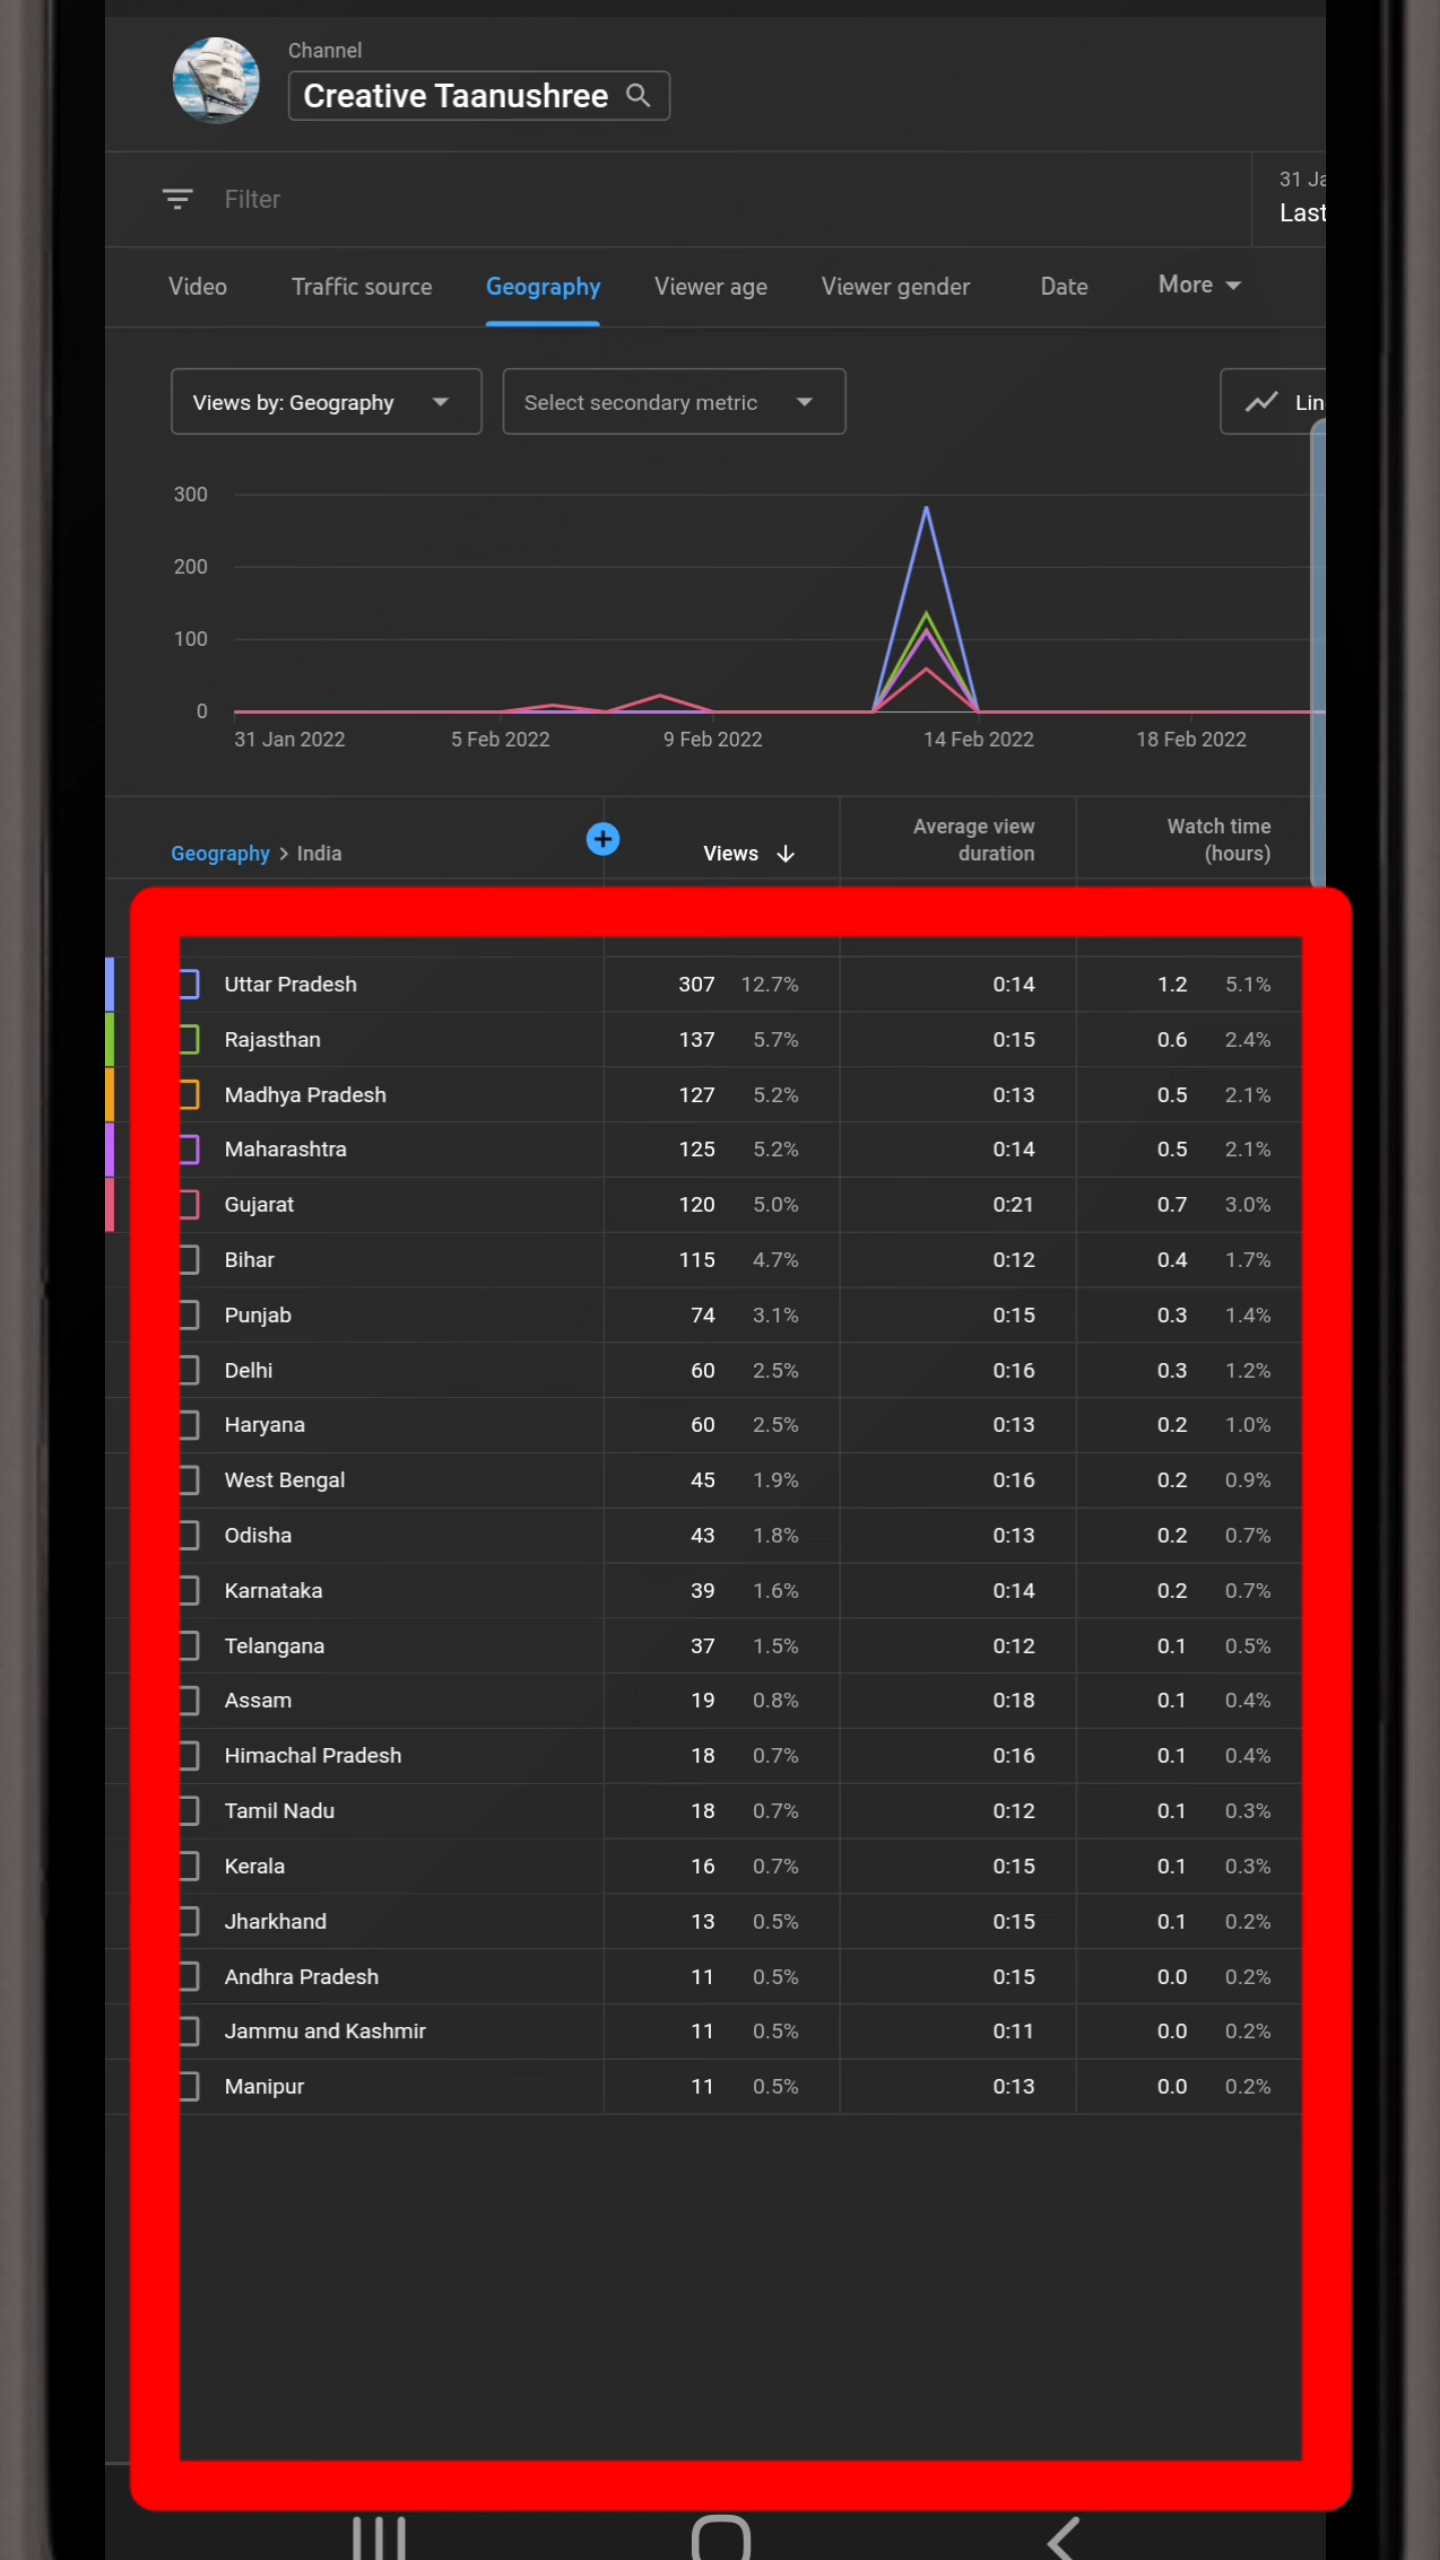 Channel
Creative Taanushree
Filter
31 Ja
Last
Video Traffic source Geography Viewer age Viewer gender Date More
Views by: Geography Select secondary metric Lin
300
200
100
0
31 Jan 2022 5 Feb 2022 9 Feb 2022 14 Feb 2022 18 Feb 2022
Geography > India Views Average view duration Watch time (hours)
Uttar Pradesh 307 12.7% 0:14 1.2 5.1%
Rajasthan 137 5.7% 0:15 0.6 2.4%
Madhya Pradesh 127 5.2% 0:13 0.5 2.1%
Maharashtra 125 5.2% 0:14 0.5 2.1%
Gujarat 120 5.0% 0:21 0.7 3.0%
Bihar 115 4.7% 0:12 0.4 1.7%
Punjab 74 3.1% 0:15 0.3 1.4%
Delhi 60 2.5% 0:16 0.3 1.2%
Haryana 60 2.5% 0:13 0.2 1.0%
West Bengal 45 1.9% 0:16 0.2 0.9%
Odisha 43 1.8% 0:13 0.2 0.7%
Karnataka 39 1.6% 0:14 0.2 0.7%
Telangana 37 1.5% 0:12 0.1 0.5%
Assam 19 0.8% 0:18 0.1 0.4%
Himachal Pradesh 18 0.7% 0:16 0.1 0.4%
Tamil Nadu 18 0.7% 0:12 0.1 0.3%
Kerala 16 0.7% 0:15 0.1 0.3%
Jharkhand 13 0.5% 0:15 0.1 0.2%
Andhra Pradesh 11 0.5% 0:15 0.0 0.2%
Jammu and Kashmir 11 0.5% 0:11 0.0 0.2%
Manipur 11 0.5% 0:13 0.0 0.2%